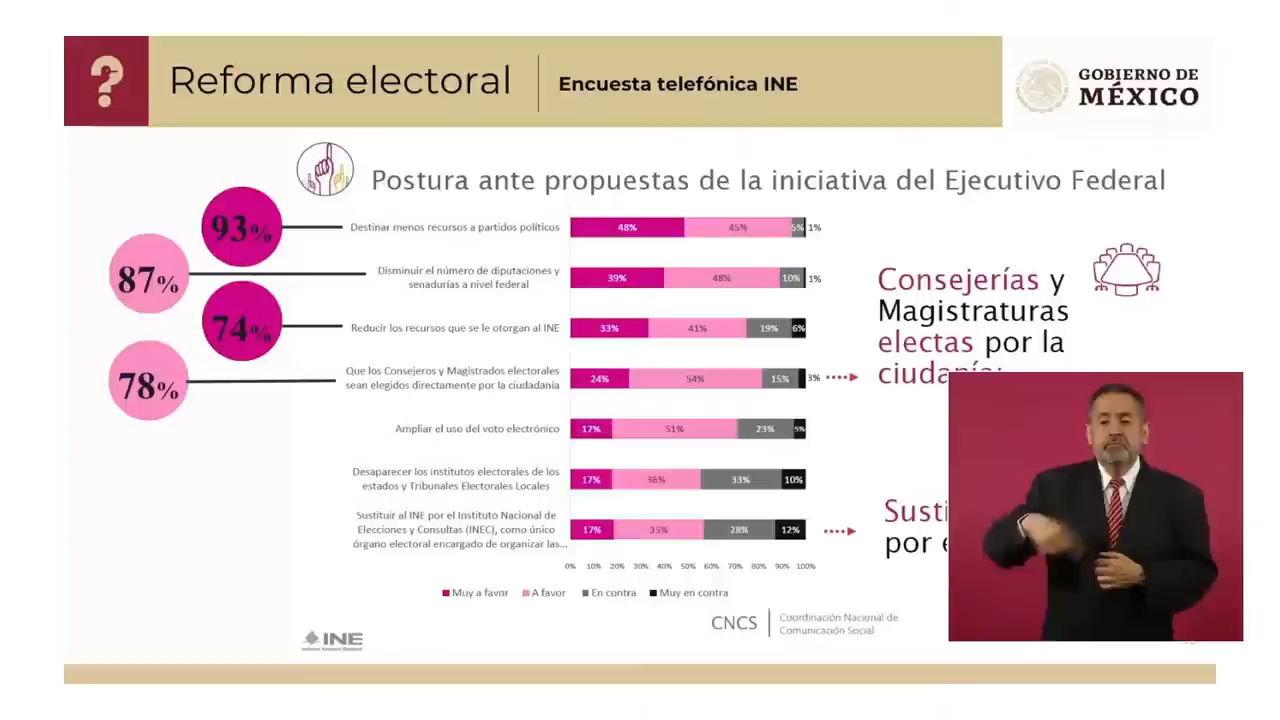 Reforma electoral
Encuesta telefónica INE
GOBIERNO DE
MÉXICO
Postura ante propuestas de la iniciativa del Ejecutivo Federal
93%
Destinar menos recursos a partidos políticos
48% 45% 5% 1%
87%
Disminuir el número de diputaciones y
senadurías a nivel federal
39% 48% 10% 1%
74%
Reducir los recursos que se le otorgan al INE
33% 41% 19% 6%
78%
Que los Consejeros y Magistrados electorales
sean elegidos directamente por la ciudadanía
24% 54% 15% 3%
Ampliar el uso del voto electrónico
17% 51% 23% 5%
Desaparecer los institutos electorales de los
estados y Tribunales Electorales Locales
17% 36% 33% 10%
Sustituir al INE por el Instituto Nacional de
Elecciones y Consultas (INEC), como único
órgano electoral encargado de organizar las...
17% 35% 28% 12%
0% 10% 20% 30% 40% 50% 60% 70% 80% 90% 100%
Muy a favor A favor En contra Muy en contra
Consejerías y
Magistraturas
electas por la
ciudadanía:
por
CNCS
Coordinación Nacional de
Comunicación Social
INE
Instituto Nacional Electoral